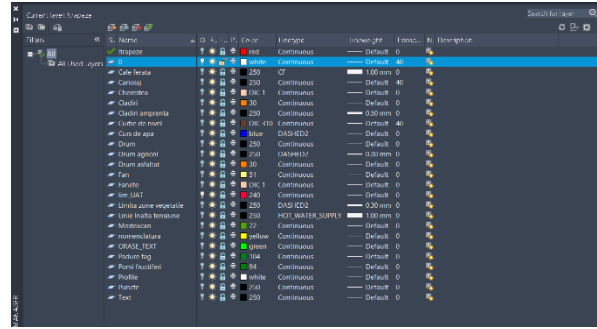 Current layer: !trapeze
Search for layer
Filters
S.. Name O. F.. L.. P.. Color Linetype Lineweight Transp... N.. Description
All
All Used Layers
!trapeze red Continuous Default 0
0 white Continuous Default 40
Cale ferata 250 CF 1.00 mm 0
Carioiaj 250 Continuous Default 40
Cherestea DIC 1 Continuous Default 0
Cladiri 30 Continuous Default 0
Cladiri amprenta 250 Continuous 0.50 mm 0
Curbe de nivel DIC 310 Continuous Default 40
Curs de apa blue DASHED2 Default 0
Drum 250 Continuous Default 0
Drum agricol 250 DASHED2 0.30 mm 0
Drum asfaltat 30 Continuous Default 0
Fan 51 Continuous Default 0
Fanete DIC 1 Continuous Default 0
lim_UAT 240 Continuous Default 0
Limita zone vegetatie 250 DASHED2 0.30 mm 0
Linie Inalta tensiune 250 HOT_WATER_SUPPLY 1.00 mm 0
Mesteacan 72 Continuous Default 0
nomenclatura yellow Continuous Default 0
ORASE_TEXT green Continuous Default 0
Padure fag 104 Continuous Default 0
Pomi fructiferi 94 Continuous Default 0
Profile white Continuous Default 0
Puncte 250 Continuous Default 0
Text 250 Continuous Default 0
MANAGER